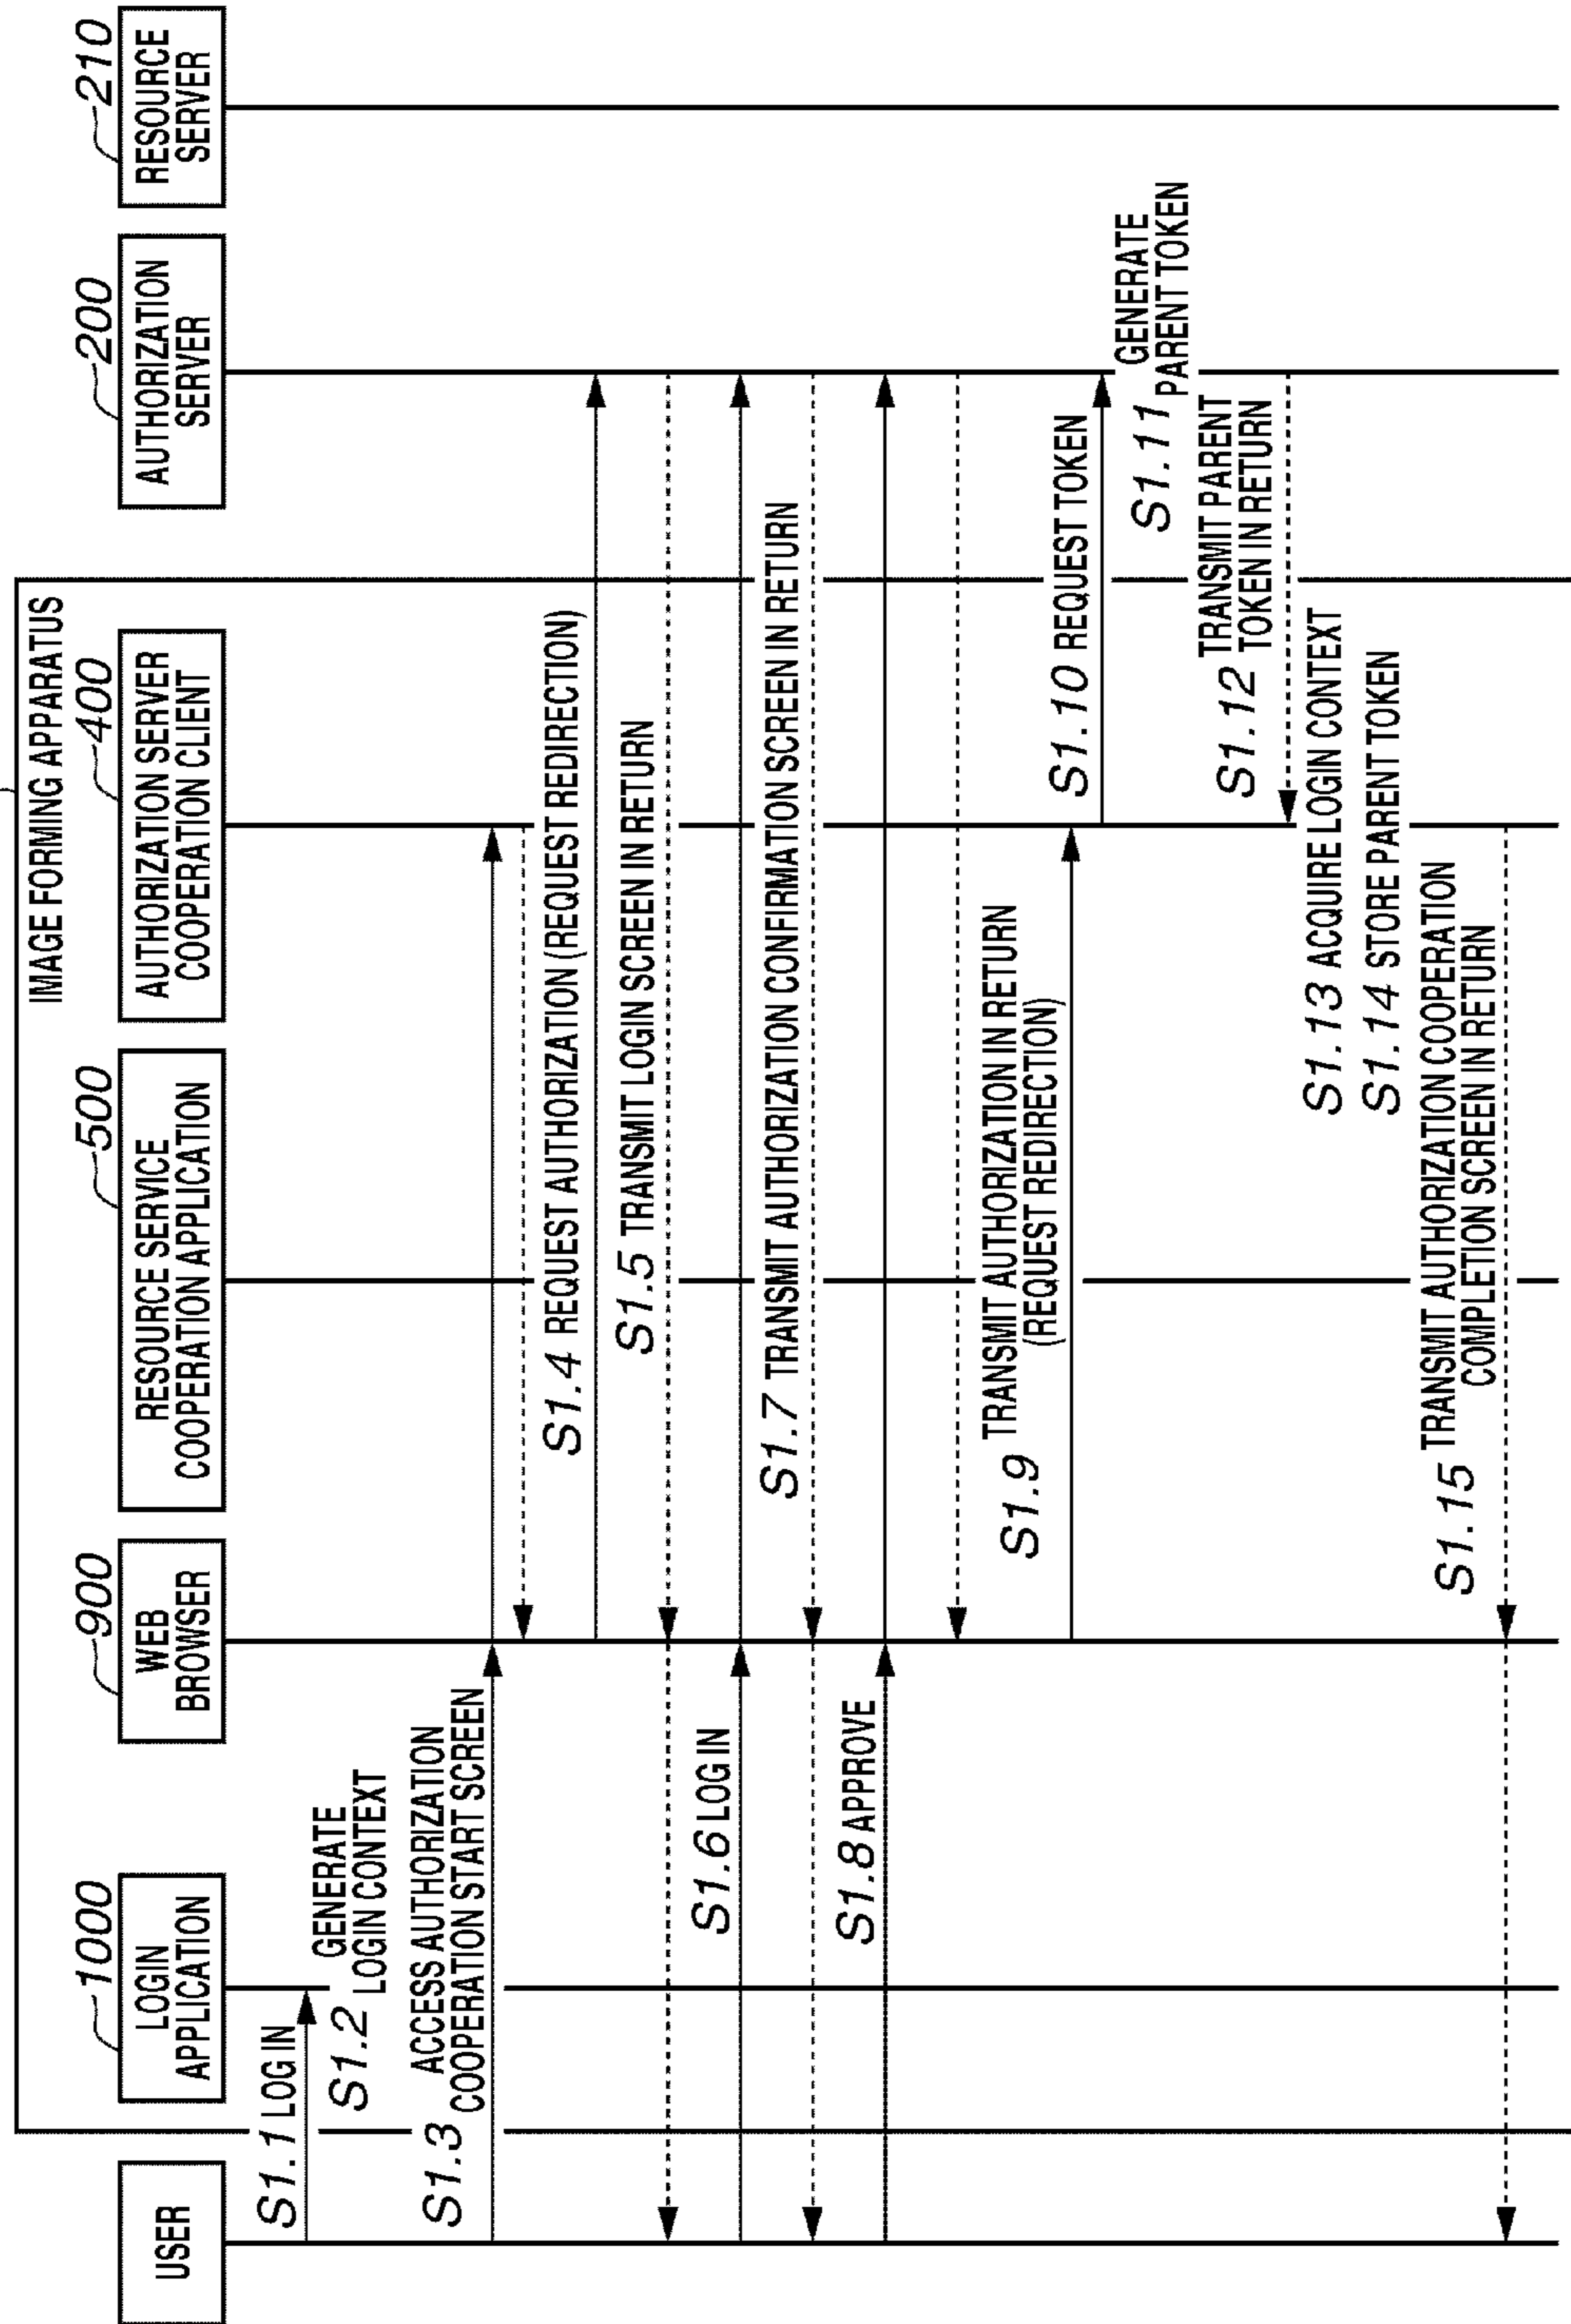 IMAGE FORMING APPARATUS
1000
900
500
400
200
210
USER
LOGIN
APPLICATION
WEB
BROWSER
RESOURCE SERVICE
COOPERATION APPLICATION
AUTHORIZATION SERVER
COOPERATION CLIENT
AUTHORIZATION
SERVER
RESOURCE
SERVER
S1.1 LOG IN
S1.2 GENERATE
LOGIN CONTEXT
S1.3 ACCESS AUTHORIZATION
COOPERATION START SCREEN
S1.4 REQUEST AUTHORIZATION (REQUEST REDIRECTION)
S1.5 TRANSMIT LOGIN SCREEN IN RETURN
S1.6 LOG IN
S1.7 TRANSMIT AUTHORIZATION CONFIRMATION SCREEN IN RETURN
S1.8 APPROVE
S1.9 TRANSMIT AUTHORIZATION IN RETURN
(REQUEST REDIRECTION)
S1.10 REQUEST TOKEN
S1.11 GENERATE
PARENT TOKEN
S1.12 TRANSMIT PARENT
TOKEN IN RETURN
S1.13 ACQUIRE LOGIN CONTEXT
S1.14 STORE PARENT TOKEN
S1.15 TRANSMIT AUTHORIZATION COOPERATION
COMPLETION SCREEN IN RETURN